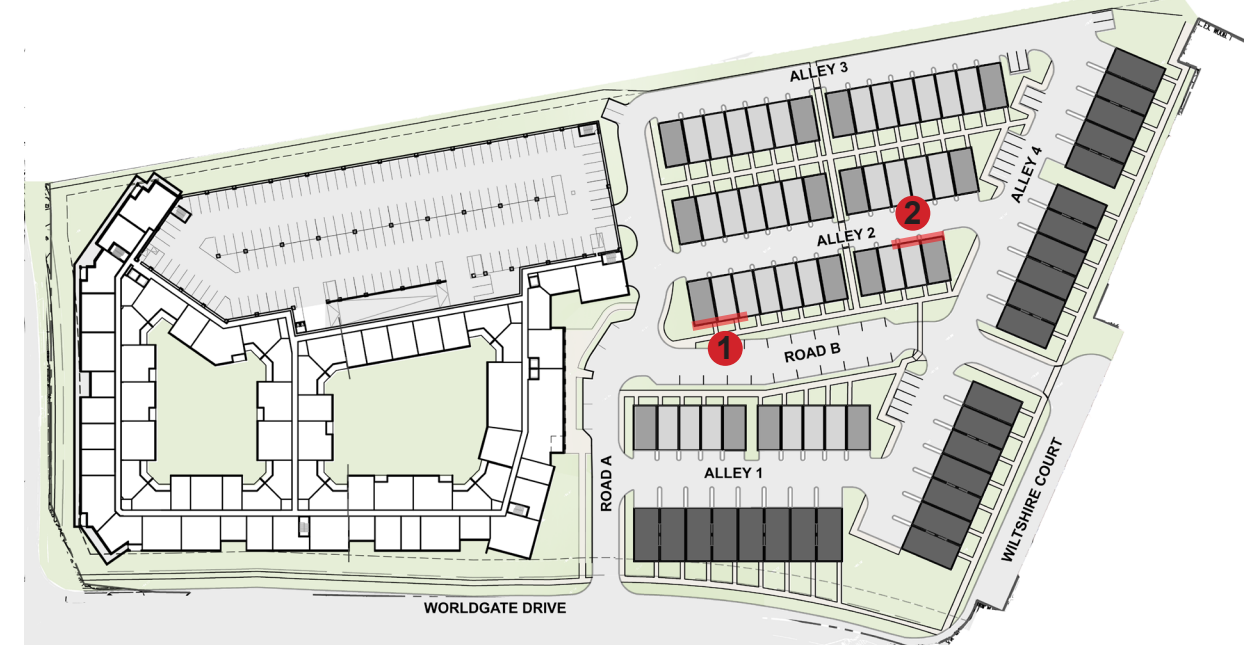 ALLEY 3
ALLEY 4
2
ALLEY 2
1
ROAD B
ALLEY 1
ROAD A
WILTSHIRE COURT
WORLDGATE DRIVE